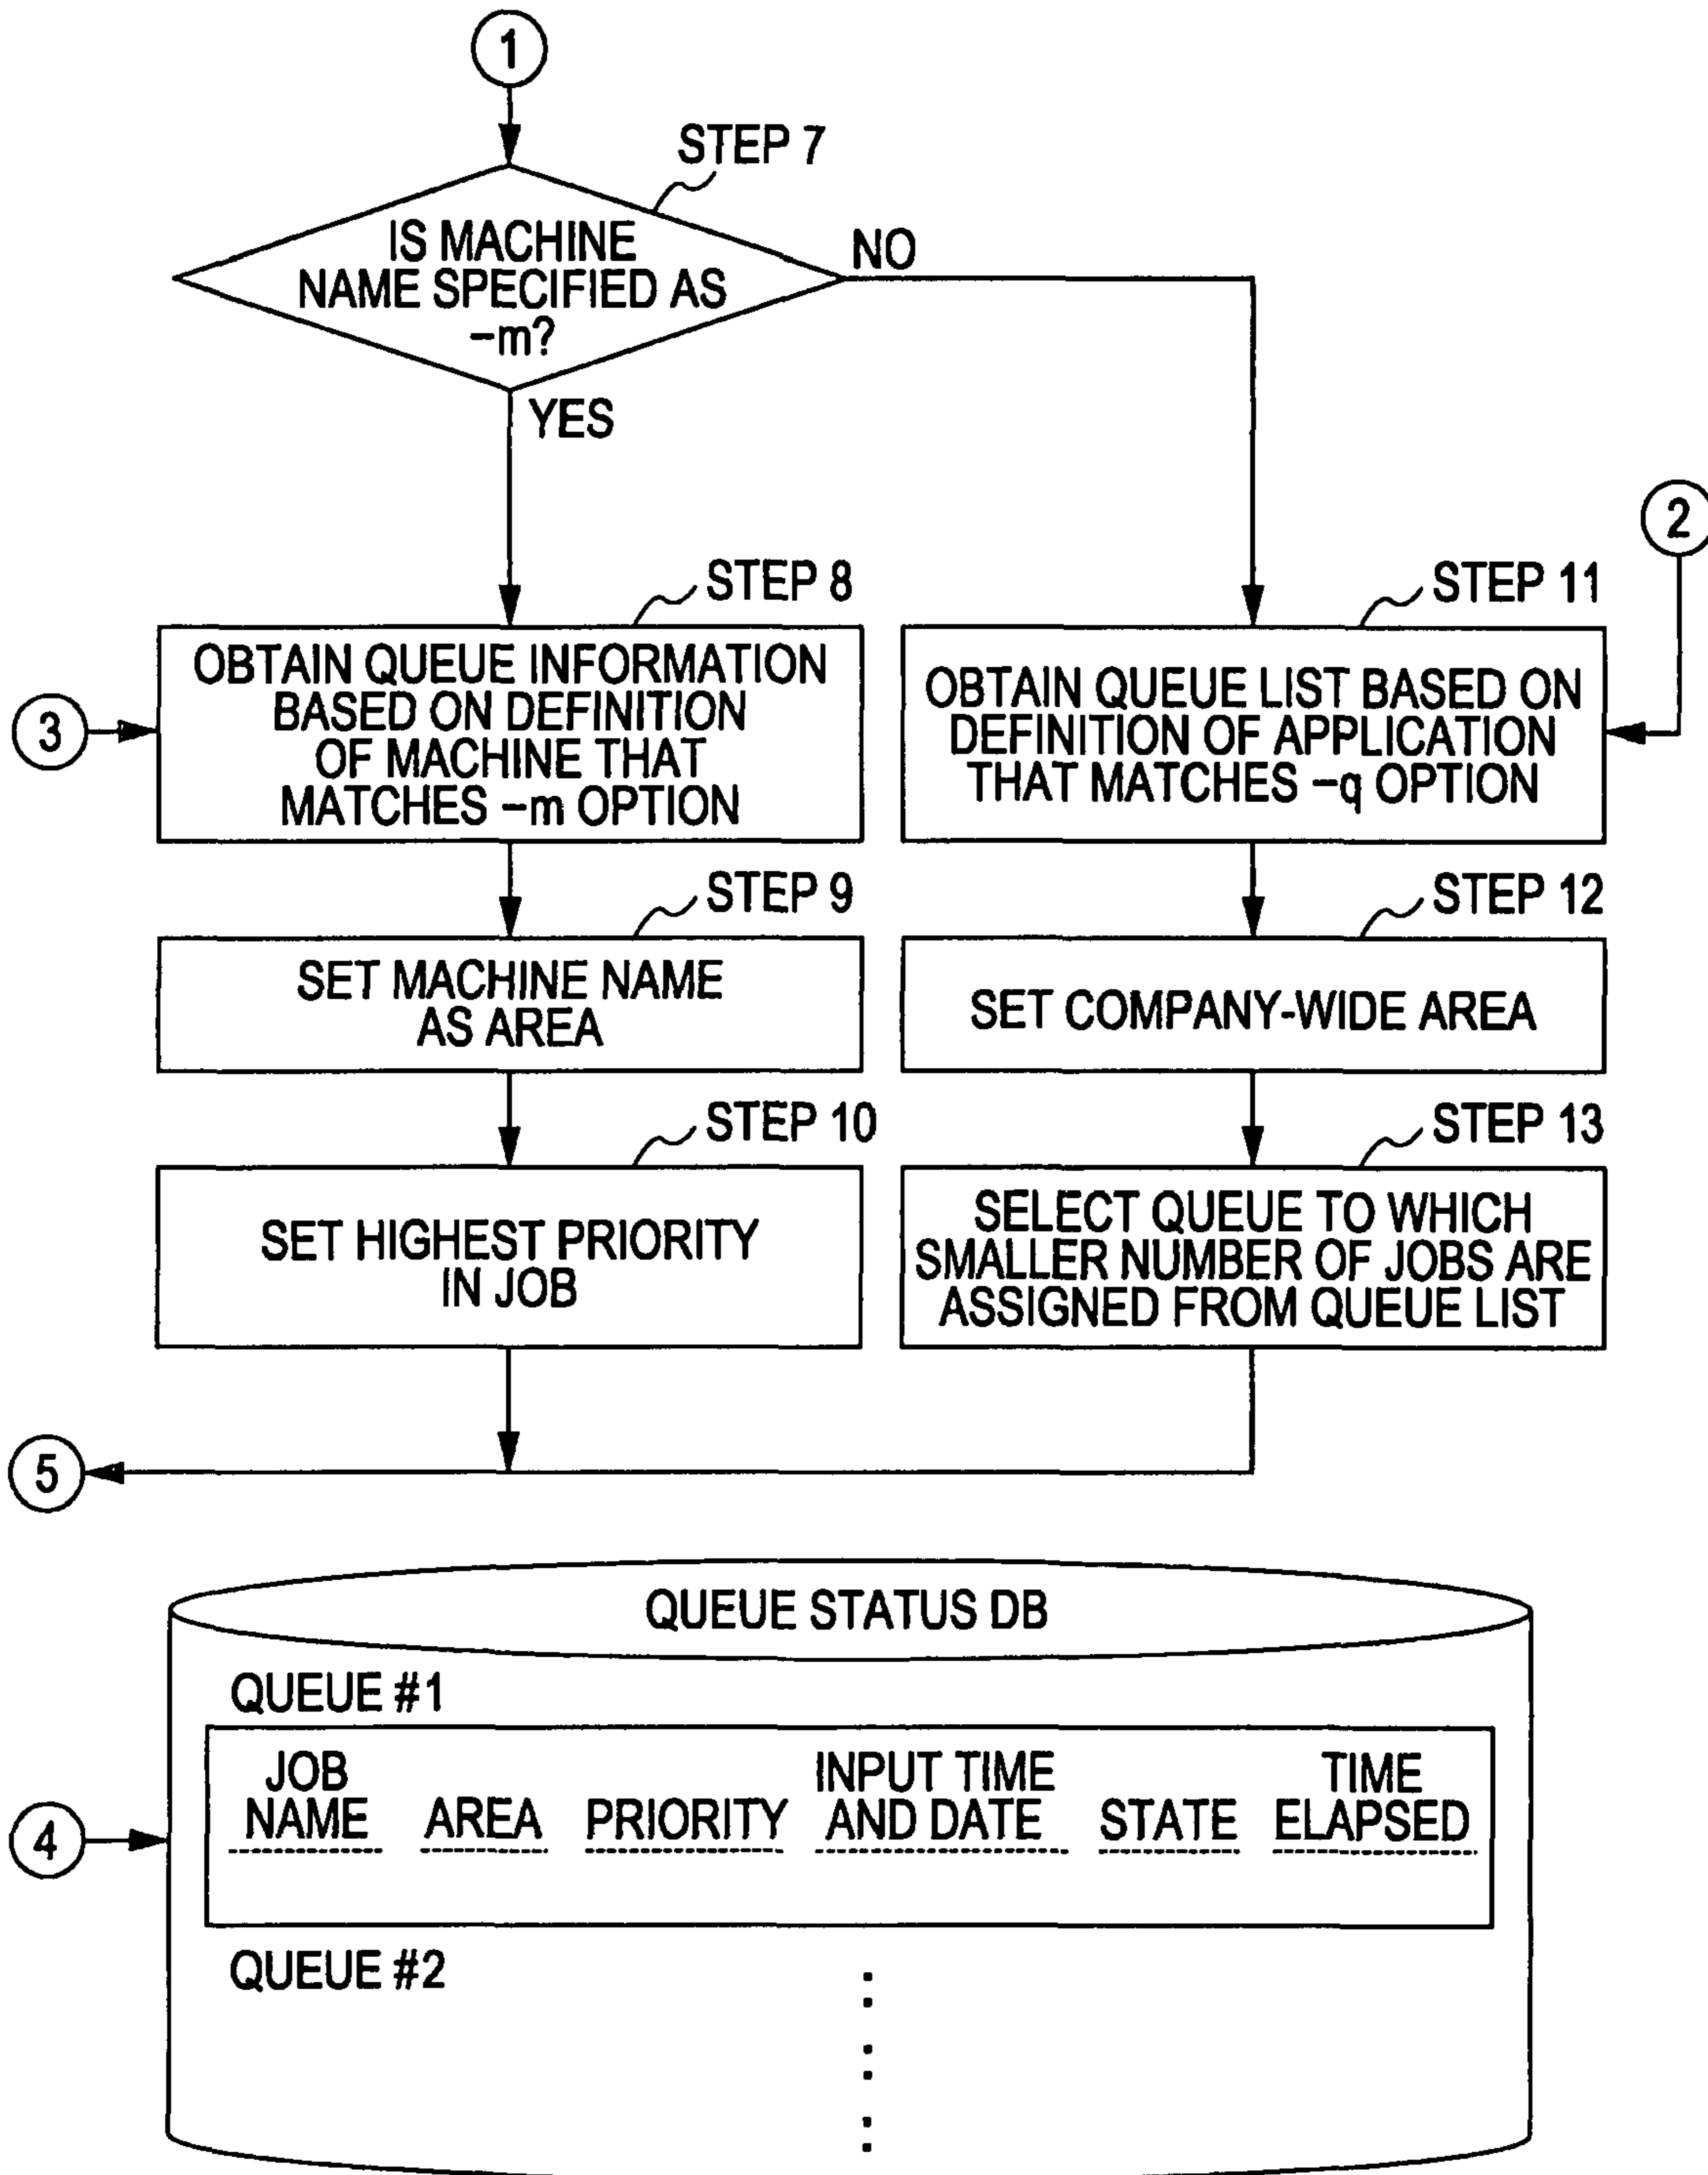 1
STEP 7
IS MACHINE
NAME SPECIFIED AS
–m?
NO
YES
2
STEP 8
OBTAIN QUEUE INFORMATION
BASED ON DEFINITION
OF MACHINE THAT
MATCHES –m OPTION
3
STEP 11
OBTAIN QUEUE LIST BASED ON
DEFINITION OF APPLICATION
THAT MATCHES –q OPTION
STEP 9
SET MACHINE NAME
AS AREA
STEP 12
SET COMPANY-WIDE AREA
STEP 10
SET HIGHEST PRIORITY
IN JOB
STEP 13
SELECT QUEUE TO WHICH
SMALLER NUMBER OF JOBS ARE
ASSIGNED FROM QUEUE LIST
5
QUEUE STATUS DB
QUEUE #1
JOB
NAME
AREA
PRIORITY
INPUT TIME
AND DATE
STATE
TIME
ELAPSED
4
QUEUE #2